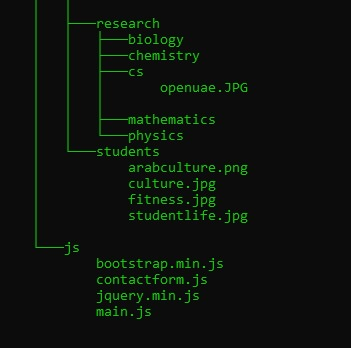 research
biology
chemistry
cs
openuae.JPG
mathematics
physics
students
arabculture.png
culture.jpg
fitness.jpg
studentlife.jpg
js
bootstrap.min.js
contactform.js
jquery.min.js
main.js